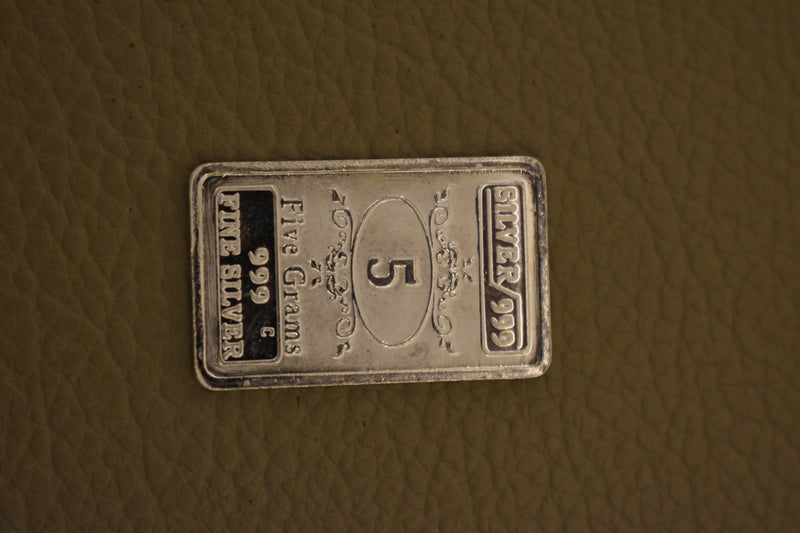 SILVER/999
5
Five Grams
999 G
FINE SILVER